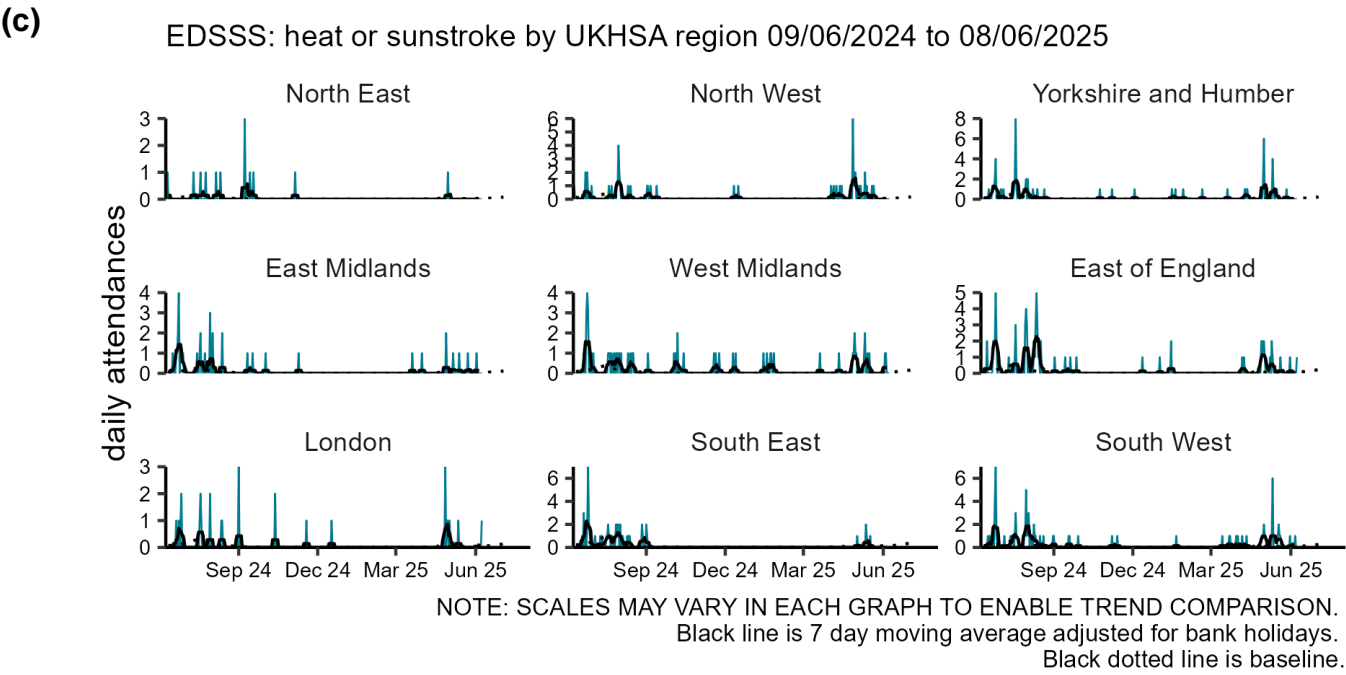 (c)
EDSSS: heat or sunstroke by UKHSA region 09/06/2024 to 08/06/2025
daily attendances
North East
3
2
1
0
North West
6
5
4
3
2
1
0
Yorkshire and Humber
8
6
4
2
0
East Midlands
4
3
2
1
0
West Midlands
4
3
2
1
0
East of England
5
4
3
2
1
0
London
3
2
1
0
Sep 24 Dec 24 Mar 25 Jun 25
South East
6
4
2
0
Sep 24 Dec 24 Mar 25 Jun 25
South West
6
4
2
0
Sep 24 Dec 24 Mar 25 Jun 25
NOTE: SCALES MAY VARY IN EACH GRAPH TO ENABLE TREND COMPARISON.
Black line is 7 day moving average adjusted for bank holidays.
Black dotted line is baseline.